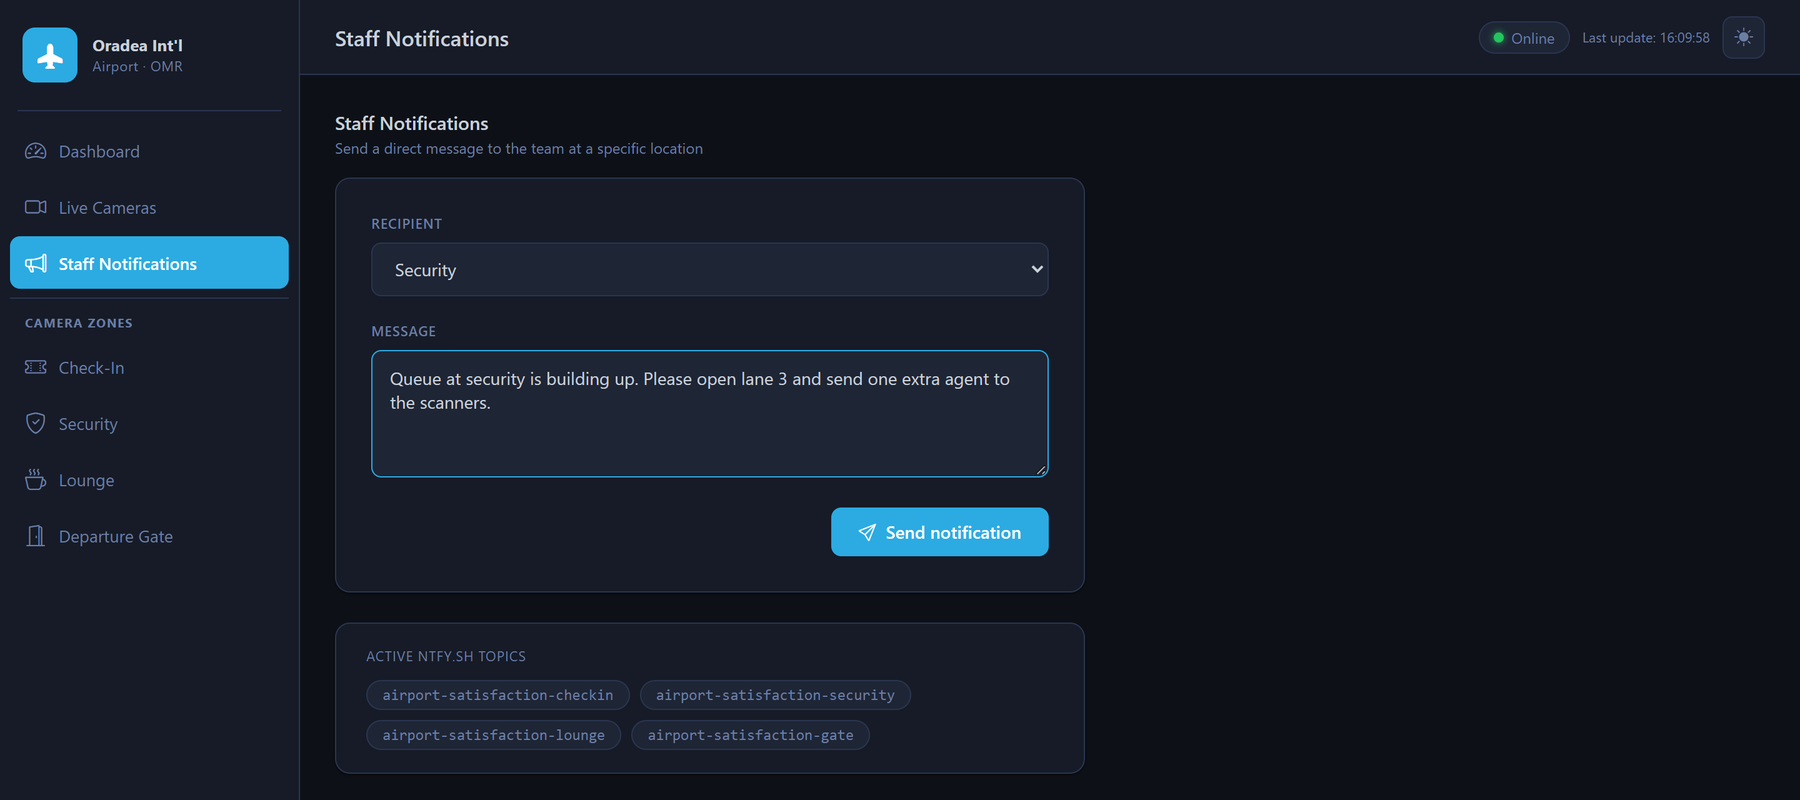 Oradea Int'l
Airport · OMR
Dashboard
Live Cameras
Staff Notifications
CAMERA ZONES
Check-In
Security
Lounge
Departure Gate
Staff Notifications
Online
Last update: 16:09:58
Staff Notifications
Send a direct message to the team at a specific location
RECIPIENT
Security
MESSAGE
Queue at security is building up. Please open lane 3 and send one extra agent to
the scanners.
Send notification
ACTIVE NTFY.SH TOPICS
airport-satisfaction-checkin
airport-satisfaction-security
airport-satisfaction-lounge
airport-satisfaction-gate